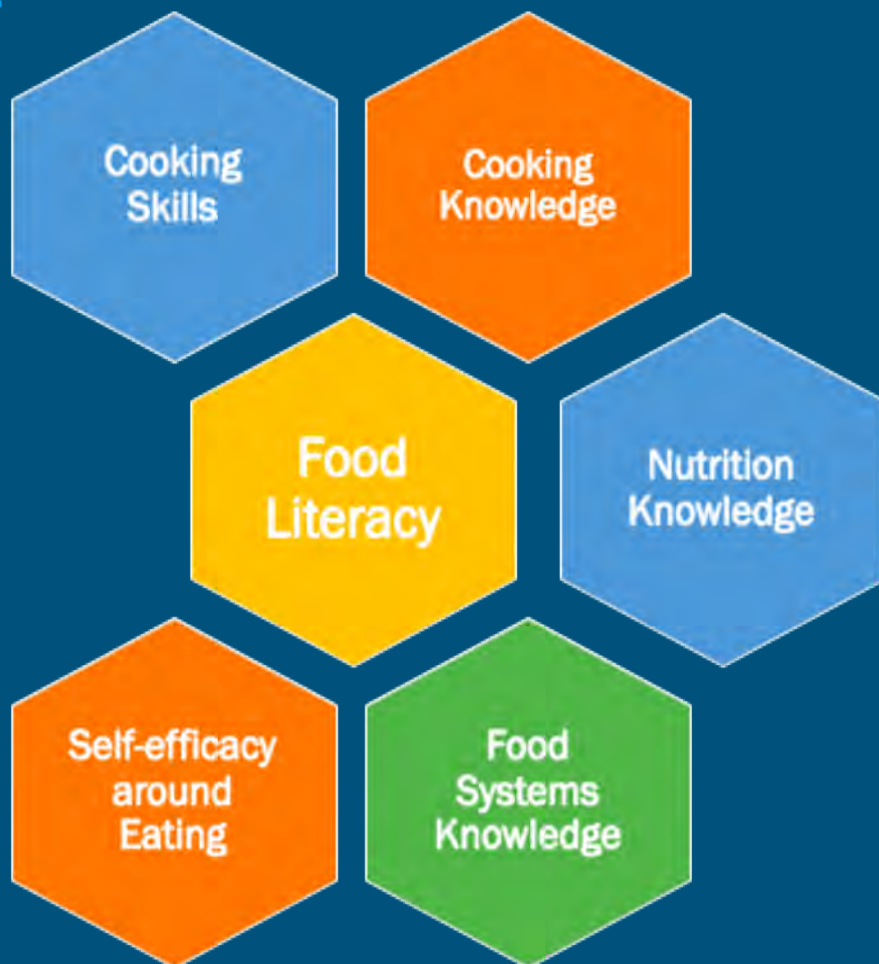 Cooking
Skills
Cooking
Knowledge
Food
Literacy
Nutrition
Knowledge
Self-efficacy
around
Eating
Food
Systems
Knowledge